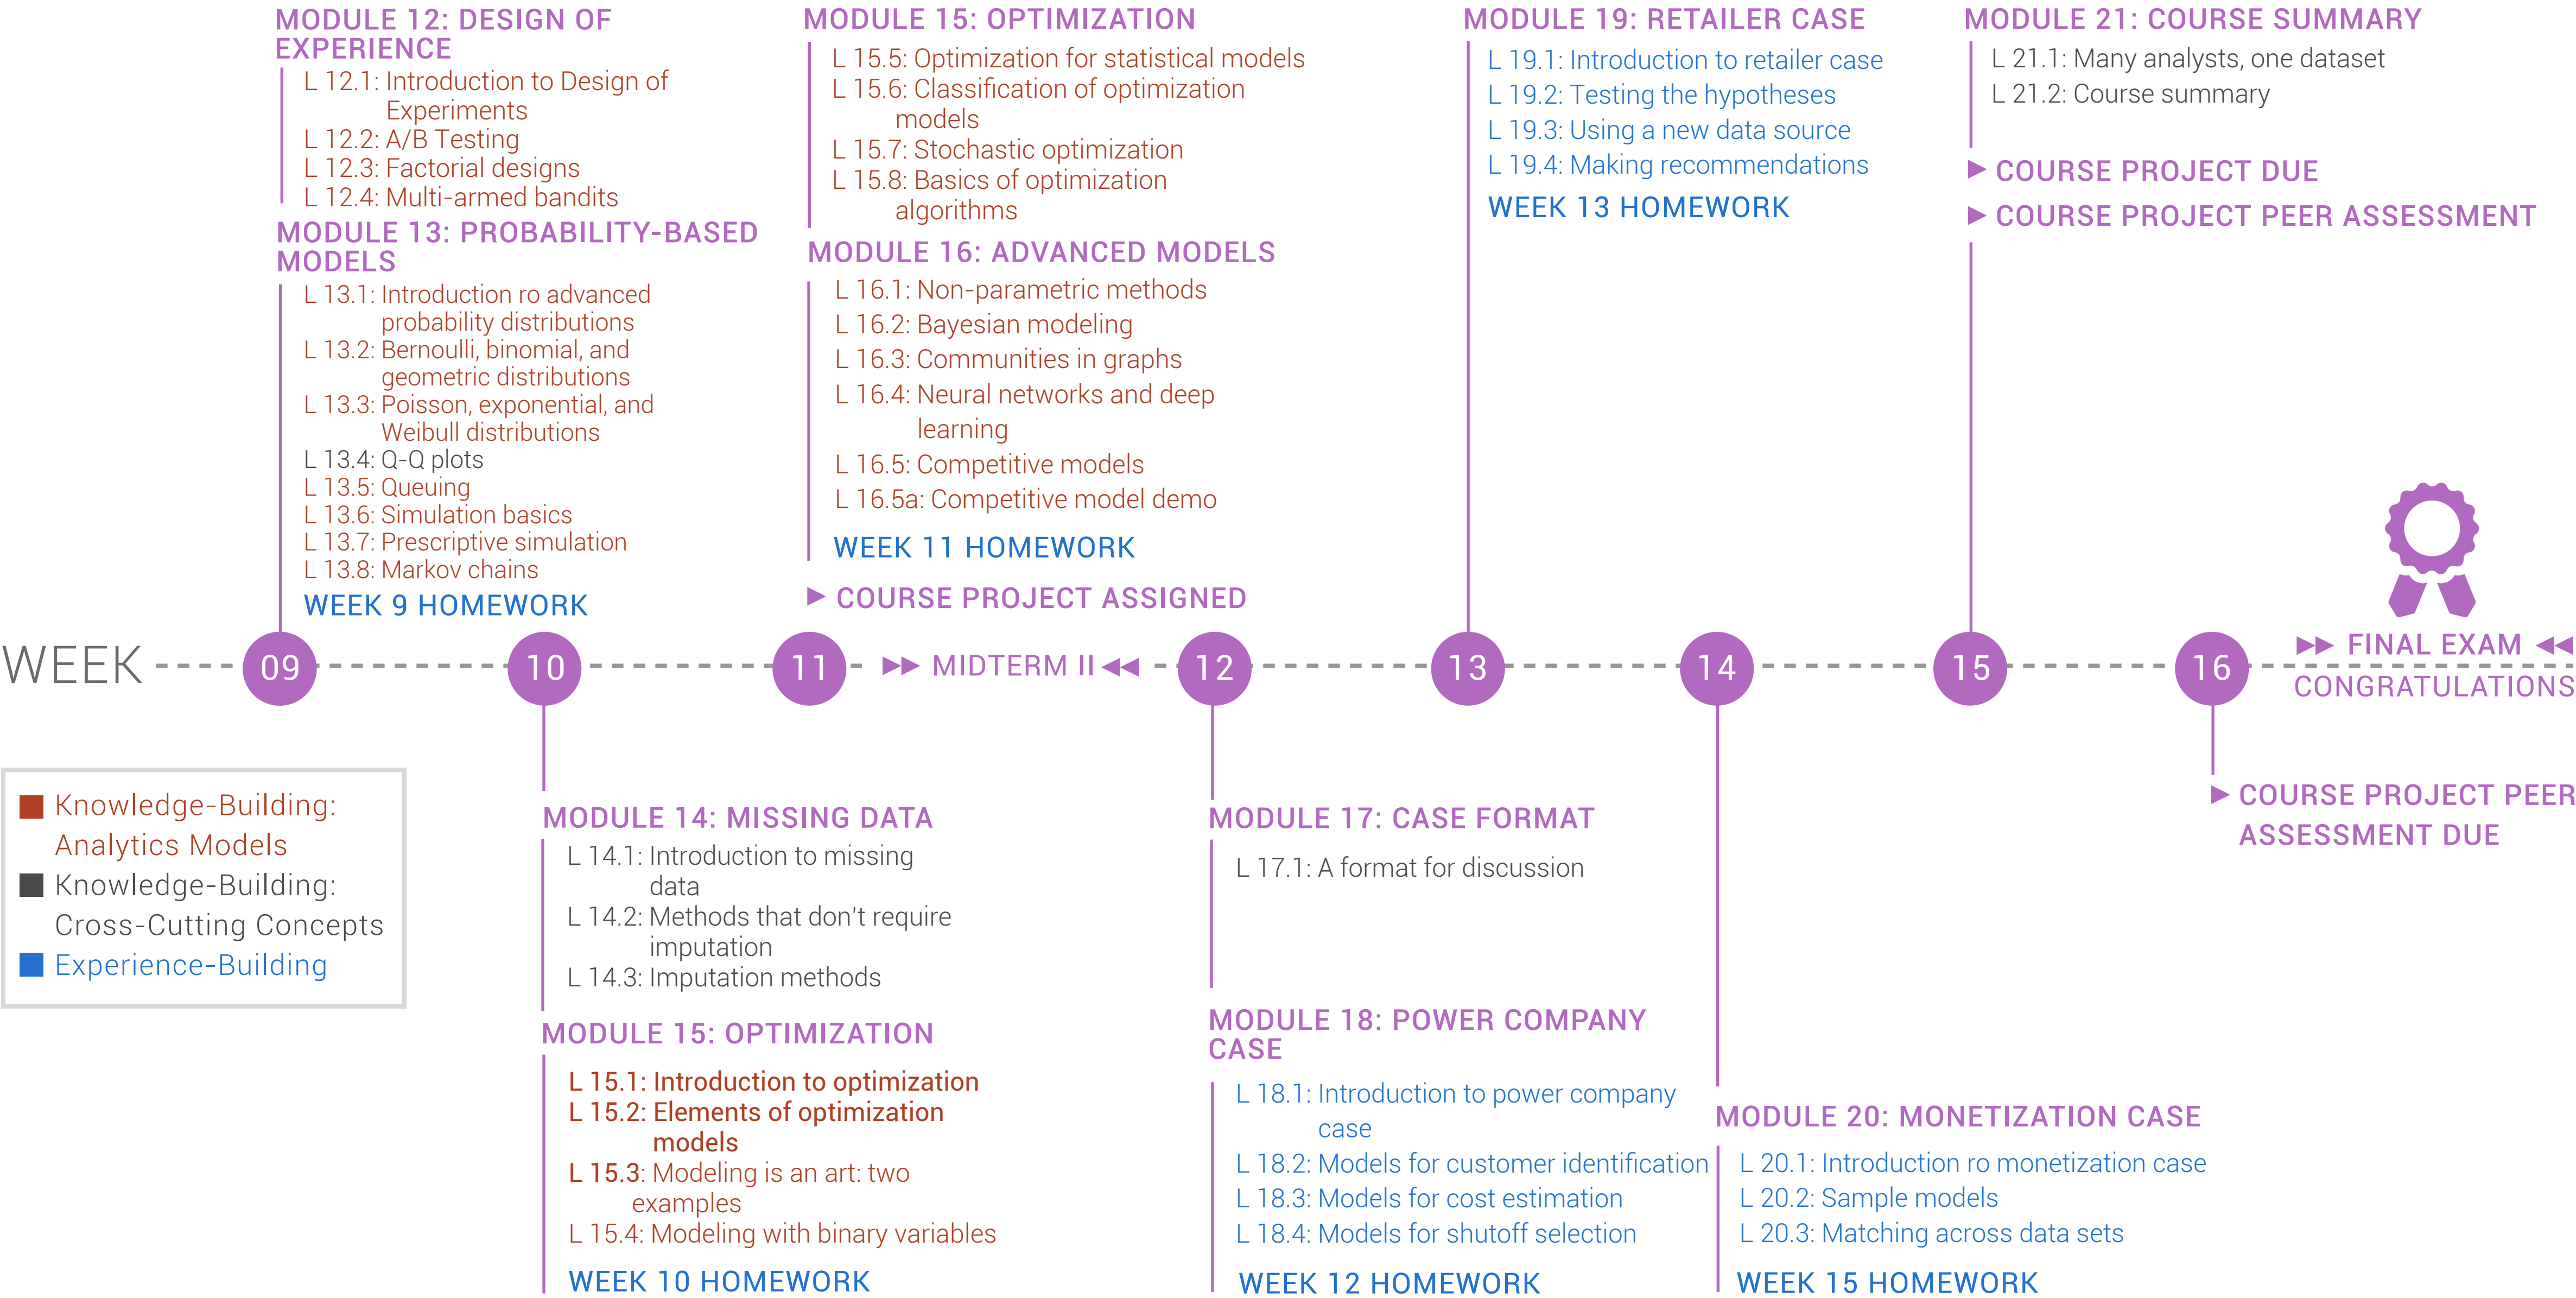 MODULE 12: DESIGN OF
EXPERIENCE
L 12.1: Introduction to Design of
Experiments
L 12.2: A/B Testing
L 12.3: Factorial designs
L 12.4: Multi-armed bandits
MODULE 13: PROBABILITY-BASED
MODELS
L 13.1: Introduction ro advanced
probability distributions
L 13.2: Bernoulli, binomial, and
geometric distributions
L 13.3: Poisson, exponential, and
Weibull distributions
L 13.4: Q-Q plots
L 13.5: Queuing
L 13.6: Simulation basics
L 13.7: Prescriptive simulation
L 13.8: Markov chains
WEEK 9 HOMEWORK
MODULE 15: OPTIMIZATION
L 15.5: Optimization for statistical models
L 15.6: Classification of optimization
models
L 15.7: Stochastic optimization
L 15.8: Basics of optimization
algorithms
MODULE 16: ADVANCED MODELS
L 16.1: Non-parametric methods
L 16.2: Bayesian modeling
L 16.3: Communities in graphs
L 16.4: Neural networks and deep
learning
L 16.5: Competitive models
L 16.5a: Competitive model demo
WEEK 11 HOMEWORK
COURSE PROJECT ASSIGNED
MODULE 19: RETAILER CASE
L 19.1: Introduction to retailer case
L 19.2: Testing the hypotheses
L 19.3: Using a new data source
L 19.4: Making recommendations
WEEK 13 HOMEWORK
MODULE 21: COURSE SUMMARY
L 21.1: Many analysts, one dataset
L 21.2: Course summary
COURSE PROJECT DUE
COURSE PROJECT PEER ASSESSMENT
WEEK 09 10 11 MIDTERM II 12 13 14 15 16 FINAL EXAM
CONGRATULATIONS
Knowledge-Building:
Analytics Models
Knowledge-Building:
Cross-Cutting Concepts
Experience-Building
MODULE 14: MISSING DATA
L 14.1: Introduction to missing
data
L 14.2: Methods that don't require
imputation
L 14.3: Imputation methods
MODULE 15: OPTIMIZATION
L 15.1: Introduction to optimization
L 15.2: Elements of optimization
models
L 15.3: Modeling is an art: two
examples
L 15.4: Modeling with binary variables
WEEK 10 HOMEWORK
MODULE 17: CASE FORMAT
L 17.1: A format for discussion
MODULE 18: POWER COMPANY
CASE
L 18.1: Introduction to power company
case
L 18.2: Models for customer identification
L 18.3: Models for cost estimation
L 18.4: Models for shutoff selection
WEEK 12 HOMEWORK
MODULE 20: MONETIZATION CASE
L 20.1: Introduction ro monetization case
L 20.2: Sample models
L 20.3: Matching across data sets
WEEK 15 HOMEWORK
COURSE PROJECT PEER
ASSESSMENT DUE